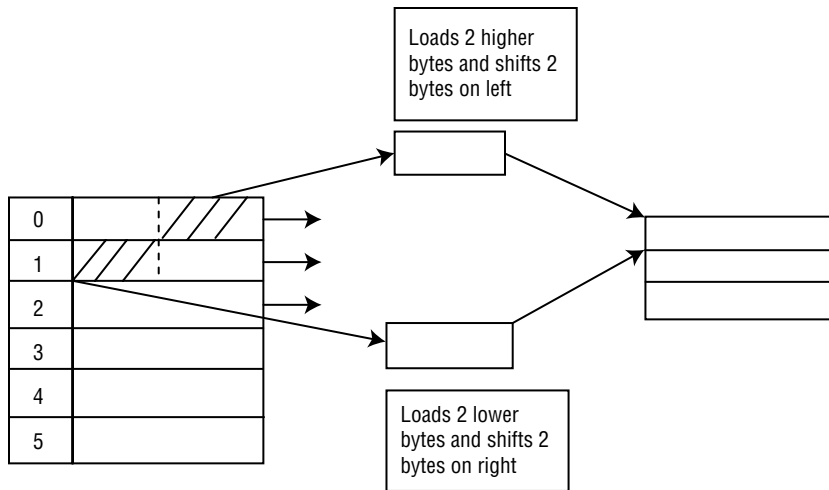 Loads 2 higher
bytes and shifts 2
bytes on left
0
1
2
3
4
5
Loads 2 lower
bytes and shifts 2
bytes on right